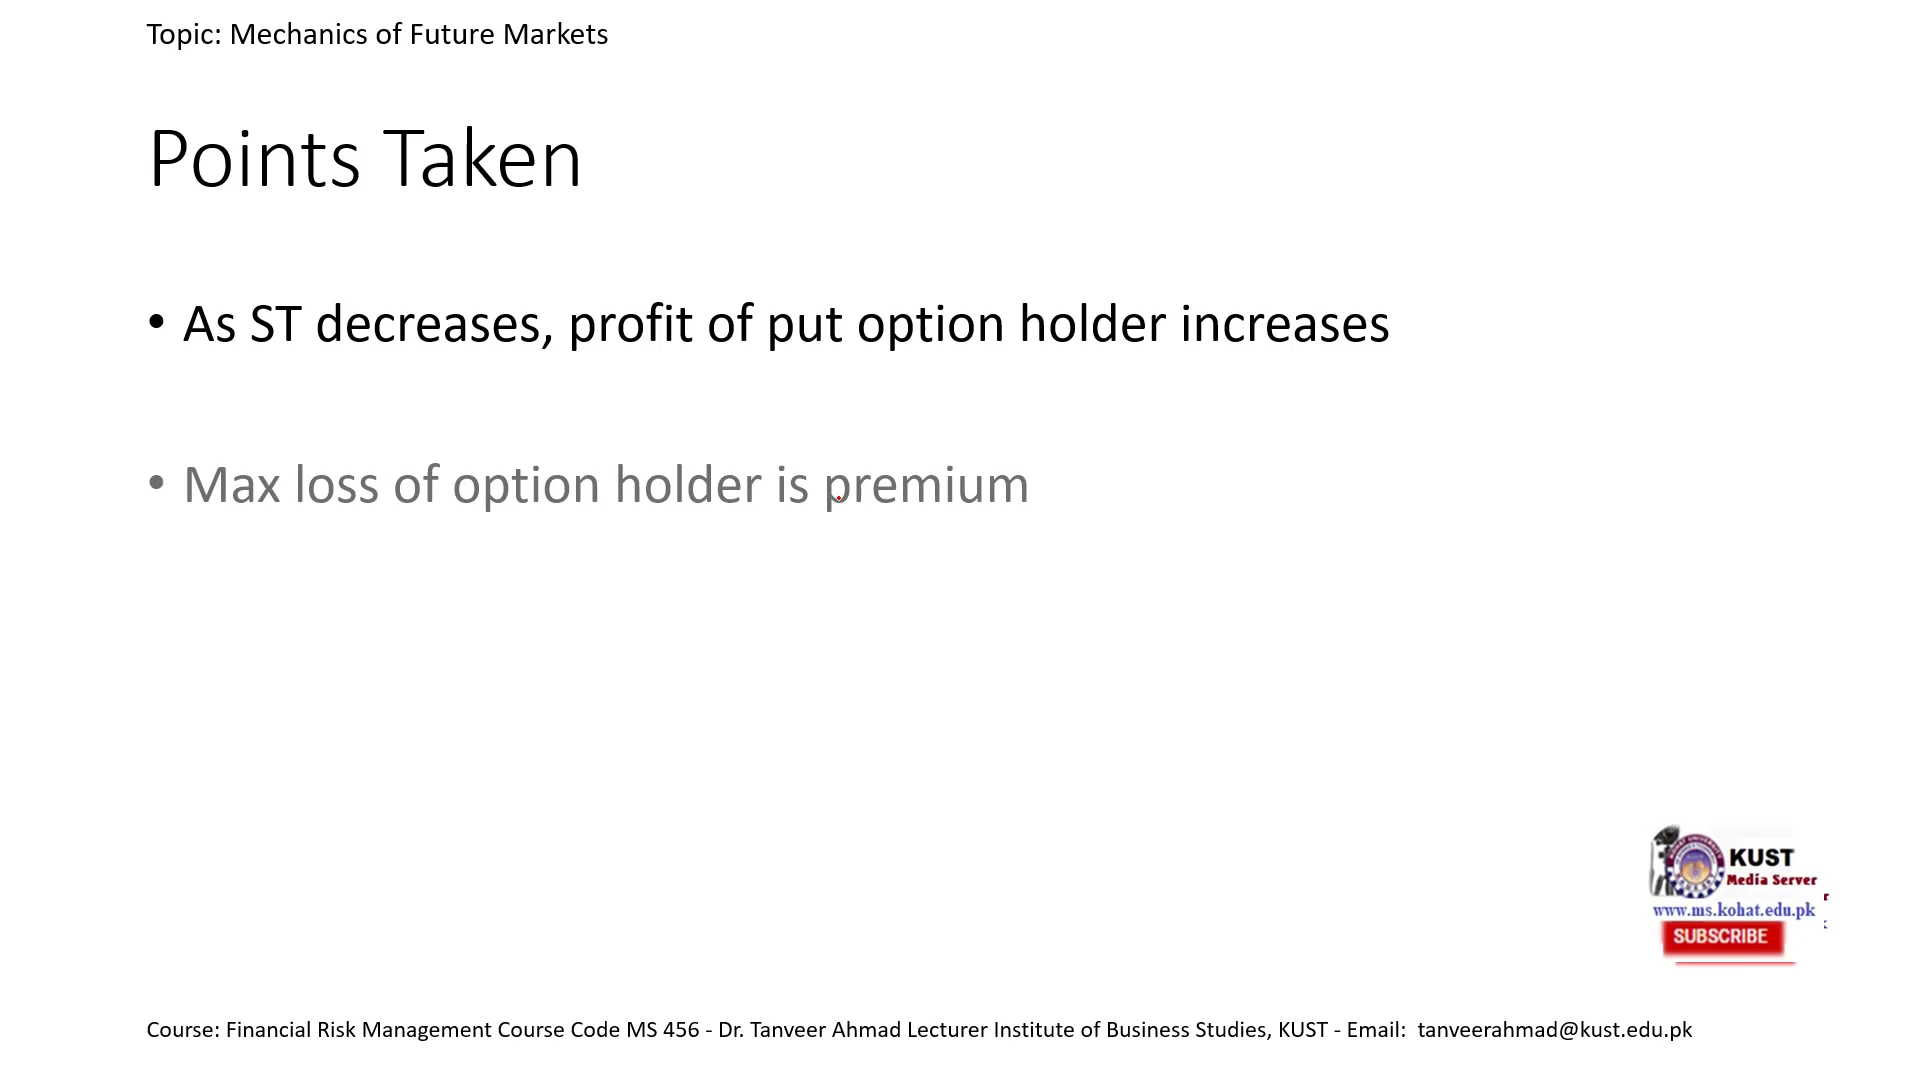 Topic: Mechanics of Future Markets
Points Taken
• As ST decreases, profit of put option holder increases
• Max loss of option holder is premium
KUST
Media Server
www.ms.kohat.edu.pk
SUBSCRIBE
Course: Financial Risk Management Course Code MS 456 - Dr. Tanveer Ahmad Lecturer Institute of Business Studies, KUST - Email: tanveerahmad@kust.edu.pk